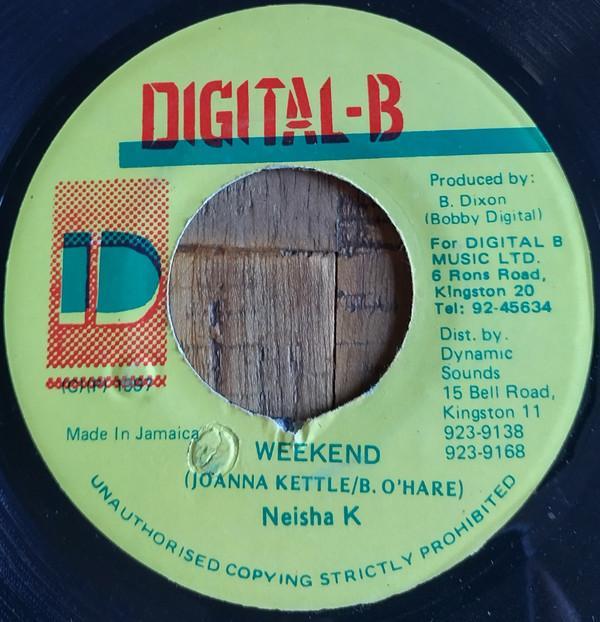 DIGITAL-B
D
Produced by:
B. Dixon
(Bobby Digital)
For DIGITAL B
MUSIC LTD.
6 Rons Road,
Kingston 20
Tel: 92-45634
Dist. by.
Dynamic
Sounds
15 Bell Road,
Kingston 11
923-9138
923-9168
(C)(P) 1997
Made In Jamaica
WEEKEND
(JOANNA KETTLE/B. O'HARE)
Neisha K
UNAUTHORISED COPYING STRICTLY PROHIBITED